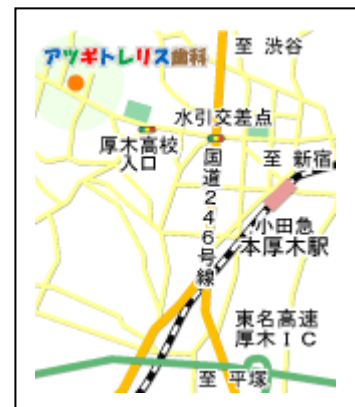 至 渋谷
アツギトレリス歯科
水引交差点
厚木高校
入口
至 新宿
国道246号線
小田急
本厚木駅
東名高速
厚木IC
至 平塚